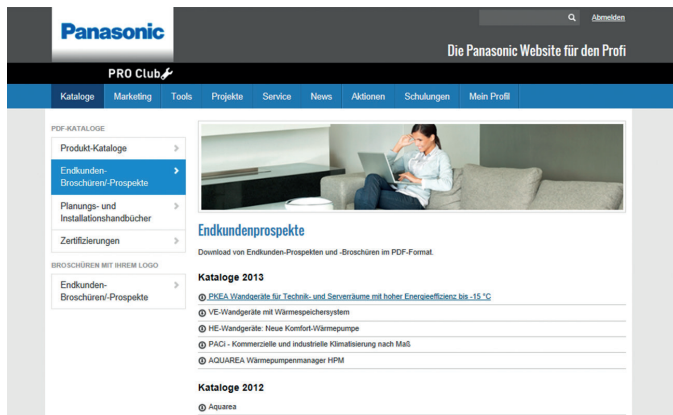 Panasonic
Abmelden
Die Panasonic Website für den Profi
PRO Club
Kataloge Marketing Tools Projekte Service News Aktionen Schulungen Mein Profil
PDF-KATALOGE
Produkt-Kataloge
Endkunden-
Broschüren/-Prospekte
Planungs- und
Installationshandbücher
Zertifizierungen
BROSCHÜREN MIT IHREM LOGO
Endkunden-
Broschüren/-Prospekte
Endkundenprospekte
Download von Endkunden-Prospekten und -Broschüren im PDF-Format.
Kataloge 2013
PKEA Wandgeräte für Technik- und Serverräume mit hoher Energieeffizienz bis -15 °C
VE-Wandgeräte mit Wärmespeichersystem
HE-Wandgeräte: Neue Komfort-Wärmepumpe
PACi - Kommerzielle und industrielle Klimatisierung nach Maß
AQUAREA Wärmepumpenmanager HPM
Kataloge 2012
Aquarea